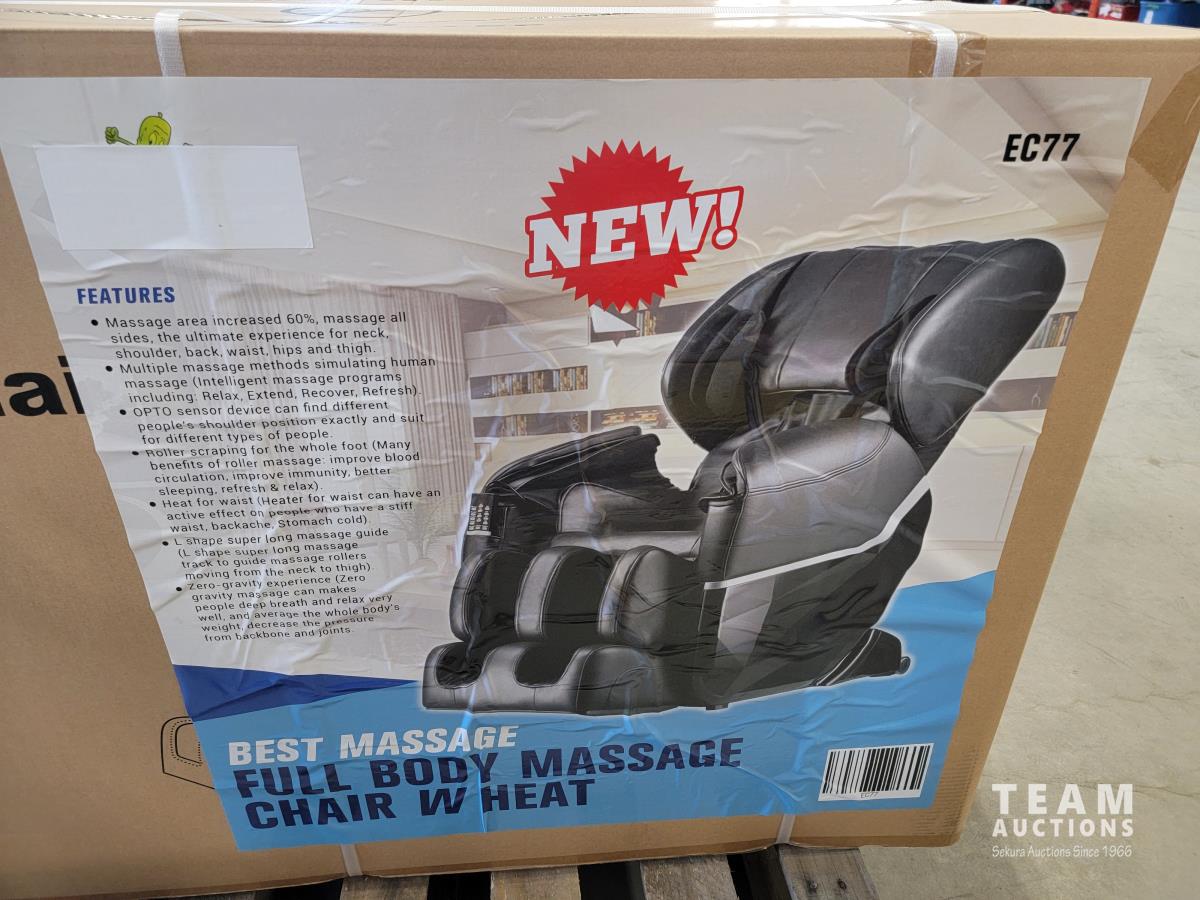 EC77
NEW!
FEATURES
• Massage area increased 60%, massage all
sides, the ultimate experience for neck,
shoulder, back, waist, hips and thigh.
• Multiple massage methods simulating human
massage (Intelligent massage programs
including: Relax, Extend, Recover, Refresh).
• OPTO sensor device can find different
people's shoulder position exactly and suit
for different types of people.
• Roller scraping for the whole foot (Many
benefits of roller massage: improve blood
circulation, improve immunity, better
sleeping, refresh & relax).
• Heat for waist (Heater for waist can have an
active effect on people who have a stiff
waist, backache, Stomach cold).
• L shape super long massage guide
(L shape super long massage
track to guide massage rollers
moving from the neck to thigh).
• Zero-gravity experience (Zero
gravity massage can makes
people deep breath and relax very
well, and average the whole body's
weight, decrease the pressure
from backbone and joints.
BEST MASSAGE
FULL BODY MASSAGE
CHAIR W HEAT
EC77
TEAM
AUCTIONS
Sekura Auctions Since 1966